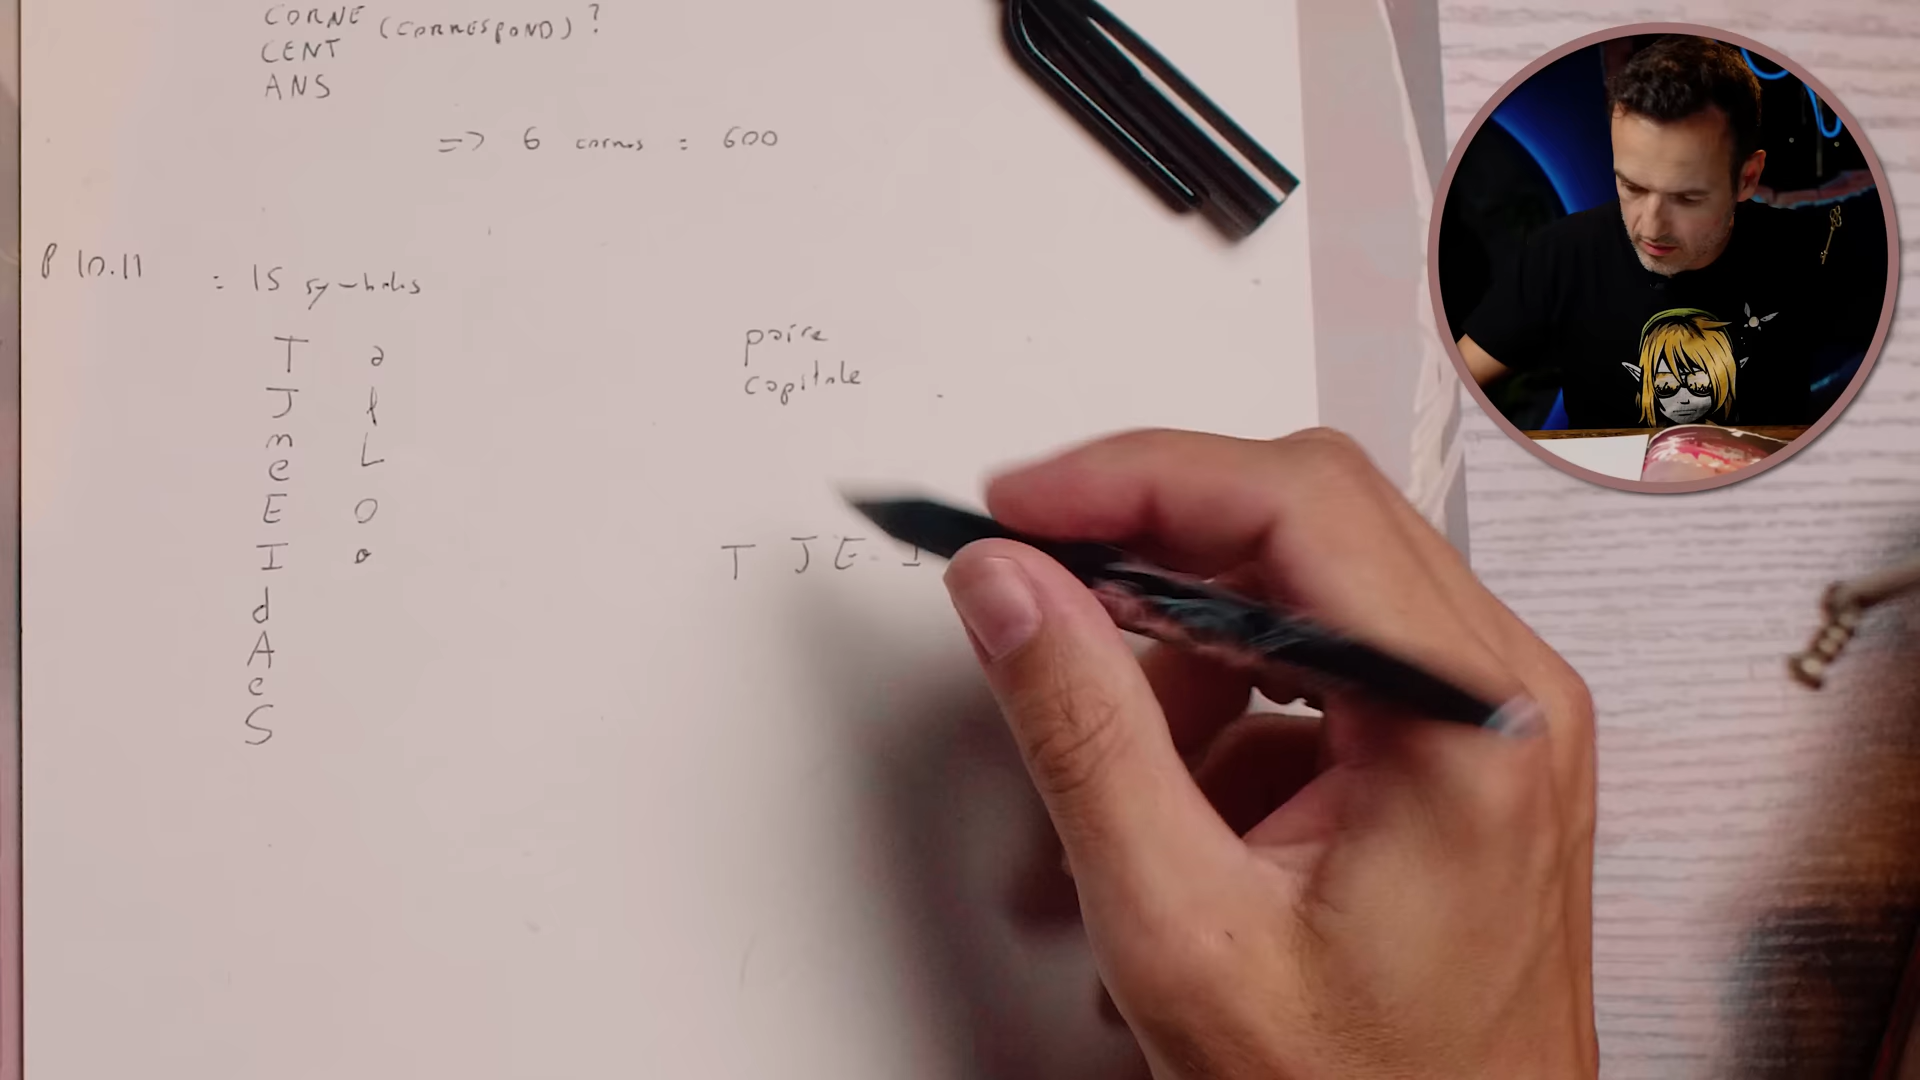 CORNE (CORRESPOND) ?
CENT
ANS
=> 6 cornes : 600
P 10.11 : 15 symboles
T a
J f
m L
e
E O
I o
d
A
e
S
paire
capitale
T J E I